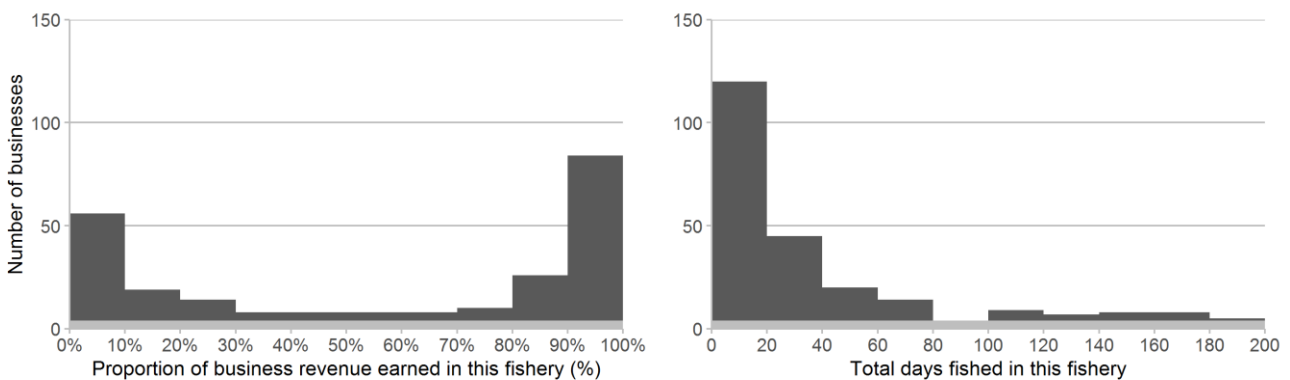 150
100
50
0
Number of businesses
0% 10% 20% 30% 40% 50% 60% 70% 80% 90% 100%
Proportion of business revenue earned in this fishery (%)
150
100
50
0
0 20 40 60 80 100 120 140 160 180 200
Total days fished in this fishery